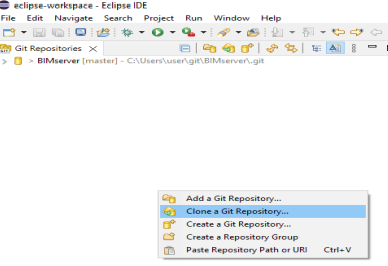 eclipse-workspace - Eclipse IDE
File Edit Navigate Search Project Run Window Help
Git Repositories
> BIMserver [master] - C:\Users\user\git\BIMserver\.git
Add a Git Repository...
Clone a Git Repository...
Create a Git Repository...
Create a Repository Group
Paste Repository Path or URI Ctrl+V